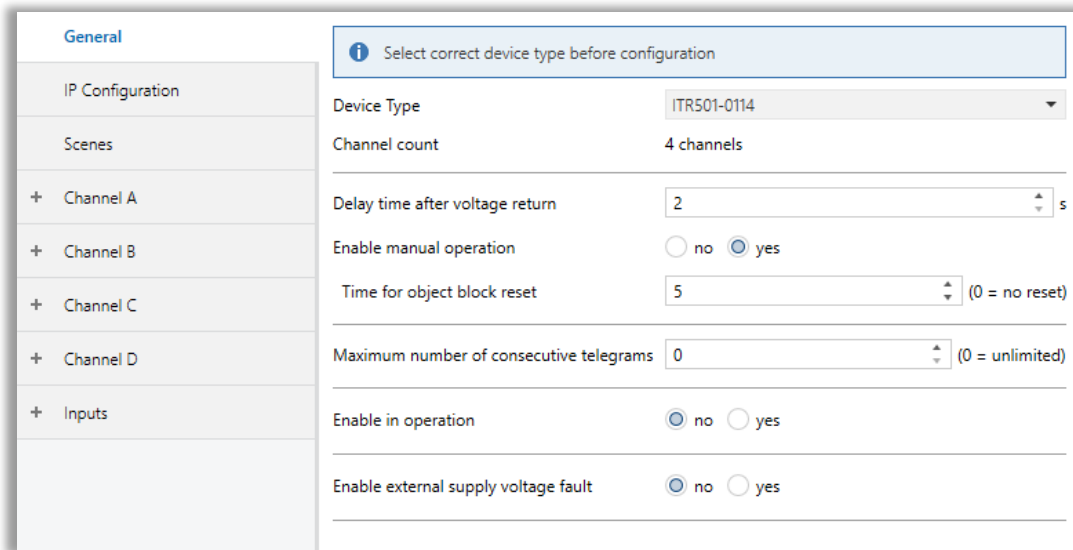 General
IP Configuration
Scenes
+ Channel A
+ Channel B
+ Channel C
+ Channel D
+ Inputs
Select correct device type before configuration
Device Type ITR501-0114
Channel count 4 channels
Delay time after voltage return 2 s
Enable manual operation no yes
Time for object block reset 5 (0 = no reset)
Maximum number of consecutive telegrams 0 (0 = unlimited)
Enable in operation no yes
Enable external supply voltage fault no yes